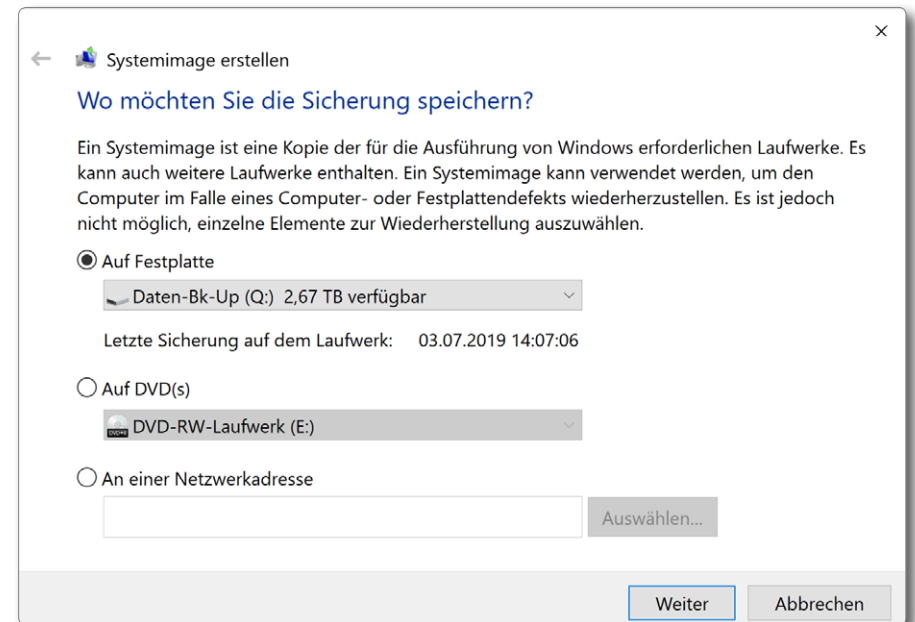 Systemimage erstellen
Wo möchten Sie die Sicherung speichern?
Ein Systemimage ist eine Kopie der für die Ausführung von Windows erforderlichen Laufwerke. Es
kann auch weitere Laufwerke enthalten. Ein Systemimage kann verwendet werden, um den
Computer im Falle eines Computer- oder Festplattendefekts wiederherzustellen. Es ist jedoch
nicht möglich, einzelne Elemente zur Wiederherstellung auszuwählen.
Auf Festplatte
Daten-Bk-Up (Q:) 2,67 TB verfügbar
Letzte Sicherung auf dem Laufwerk: 03.07.2019 14:07:06
Auf DVD(s)
DVD-RW-Laufwerk (E:)
An einer Netzwerkadresse
Auswählen...
Weiter Abbrechen